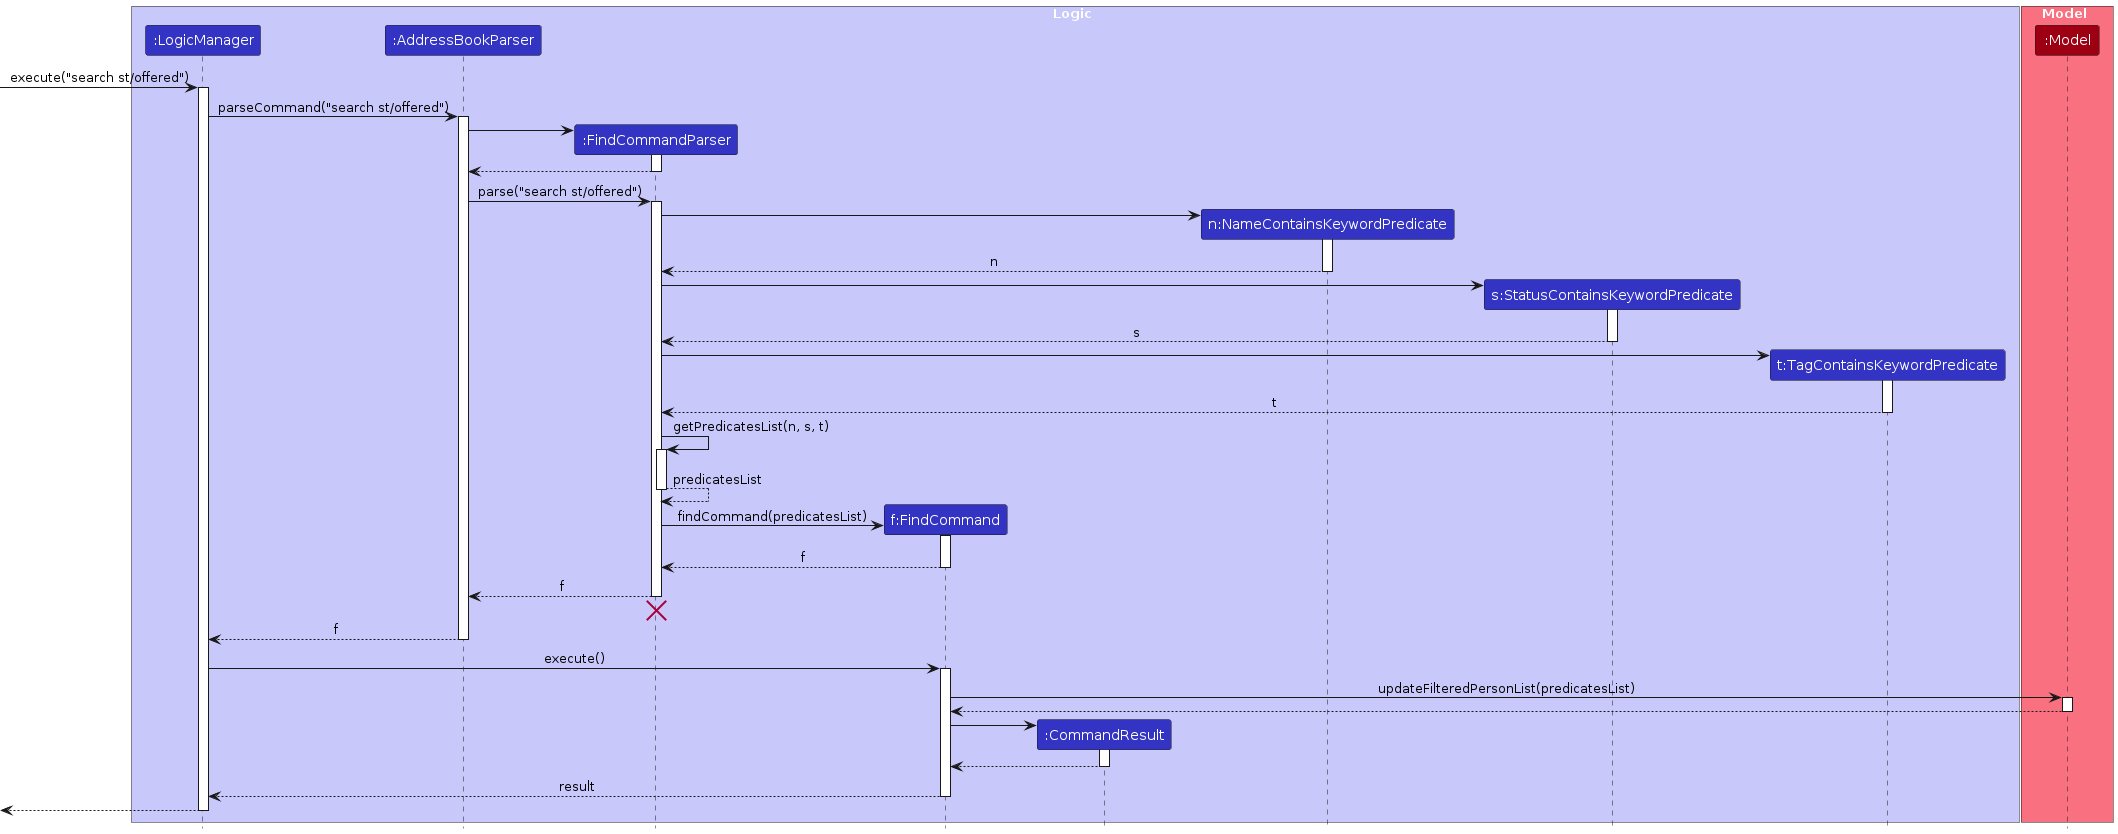 Logic
Model
:LogicManager
:AddressBookParser
:Model
execute("search st/offered")
parseCommand("search st/offered")
:FindCommandParser
parse("search st/offered")
n:NameContainsKeywordPredicate
n
s:StatusContainsKeywordPredicate
s
t:TagContainsKeywordPredicate
t
getPredicatesList(n, s, t)
predicatesList
findCommand(predicatesList)
f:FindCommand
f
f
f
execute()
updateFilteredPersonList(predicatesList)
:CommandResult
result